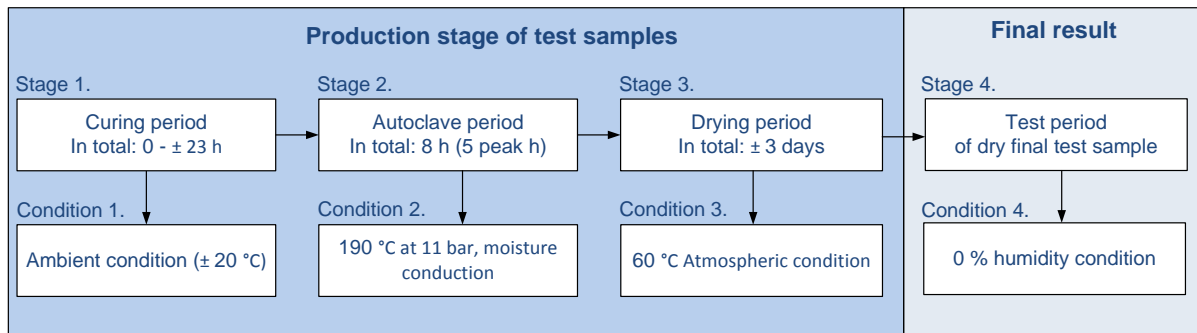 Production stage of test samples
Final result
Stage 1.
Curing period
In total: 0 - ± 23 h
Stage 2.
Autoclave period
In total: 8 h (5 peak h)
Stage 3.
Drying period
In total: ± 3 days
Stage 4.
Test period
of dry final test sample
Condition 1.
Ambient condition (± 20 °C)
Condition 2.
190 °C at 11 bar, moisture
conduction
Condition 3.
60 °C Atmospheric condition
Condition 4.
0 % humidity condition